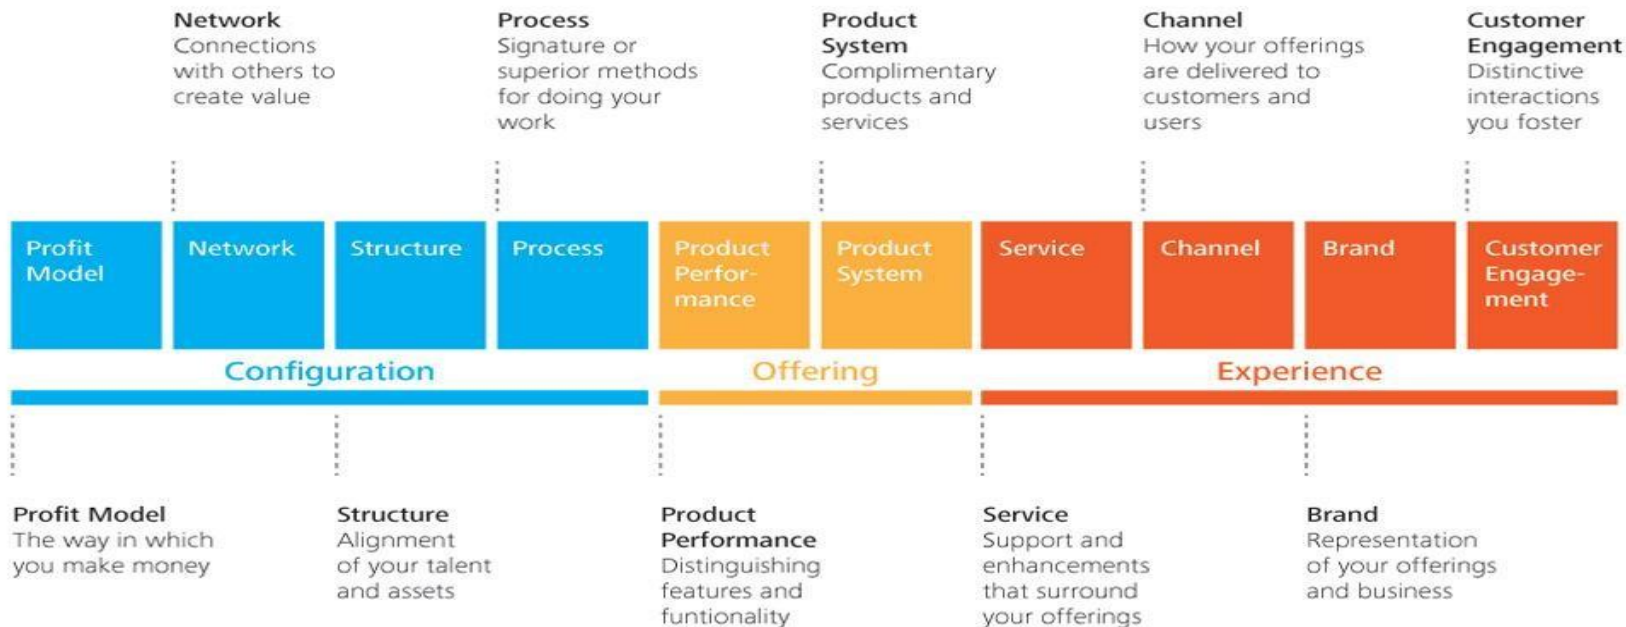 Network
Connections
with others to
create value
Process
Signature or
superior methods
for doing your
work
Product
System
Complimentary
products and
services
Channel
How your offerings
are delivered to
customers and
users
Customer
Engagement
Distinctive
interactions
you foster
Profit
Model
Network
Structure
Process
Product
Perfor-
mance
Product
System
Service
Channel
Brand
Customer
Engage-
ment
Configuration
Offering
Experience
Profit Model
The way in which
you make money
Structure
Alignment
of your talent
and assets
Product
Performance
Distinguishing
features and
funtionality
Service
Support and
enhancements
that surround
your offerings
Brand
Representation
of your offerings
and business